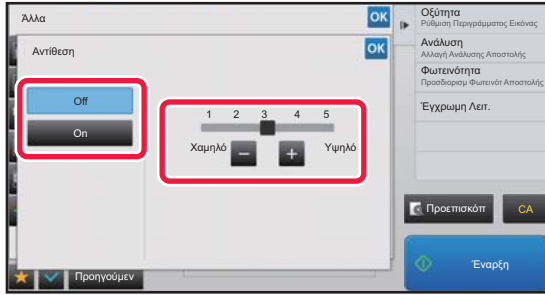 Άλλα
OK
Αντίθεση
OK
Off
On
1 2 3 4 5
Χαμηλό
Υψηλό
Προηγούμεν
Οξύτητα
Ρύθμιση Περιγράμματος Εικόνας
Ανάλυση
Αλλαγή Ανάλυσης Αποστολής
Φωτεινότητα
Προσδιορισμ Φωτεινότ Αποστολής
Έγχρωμη Λειτ.
Προεπισκόπ
CA
Έναρξη